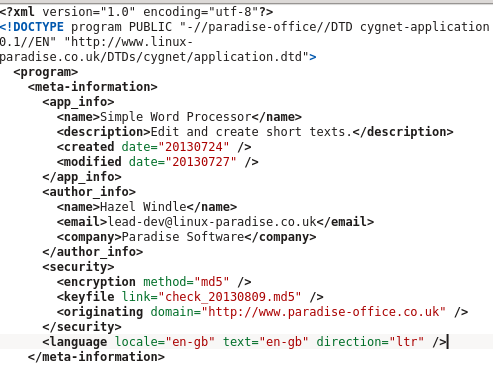 <?xml version="1.0" encoding="utf-8"?>
<!DOCTYPE program PUBLIC "-//paradise-office//DTD cygnet-application
0.1//EN" "http://www.linux-
paradise.co.uk/DTDs/cygnet/application.dtd">
  <program>
    <meta-information>
      <app_info>
        <name>Simple Word Processor</name>
        <description>Edit and create short texts.</description>
        <created date="20130724" />
        <modified date="20130727" />
      </app_info>
      <author_info>
        <name>Hazel Windle</name>
        <email>lead-dev@linux-paradise.co.uk</email>
        <company>Paradise Software</company>
      </author_info>
      <security>
        <encryption method="md5" />
        <keyfile link="check_20130809.md5" />
        <originating domain="http://www.paradise-office.co.uk" />
      </security>
      <language locale="en-gb" text="en-gb" direction="ltr" />
    </meta-information>